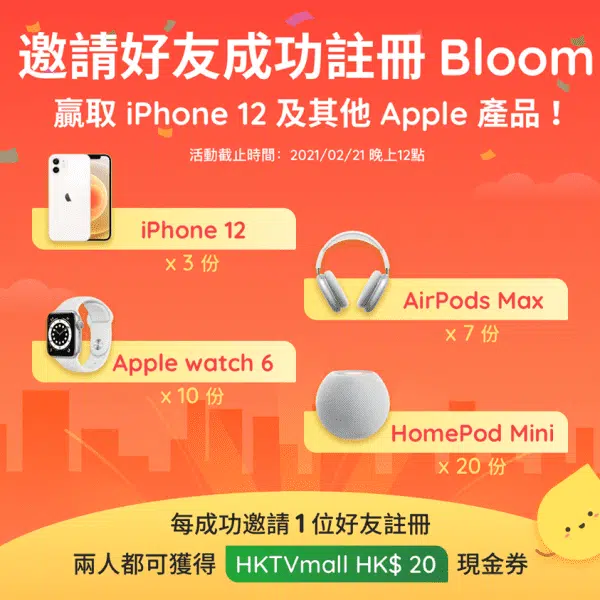 邀請好友成功註冊 Bloom
贏取 iPhone 12 及其他 Apple 產品！
活動截止時間：2021/02/21 晚上12點
iPhone 12
x 3 份
AirPods Max
x 7 份
Apple watch 6
x 10 份
HomePod Mini
x 20 份
每成功邀請 1 位好友註冊
兩人都可獲得 HKTVmall HK$ 20 現金券